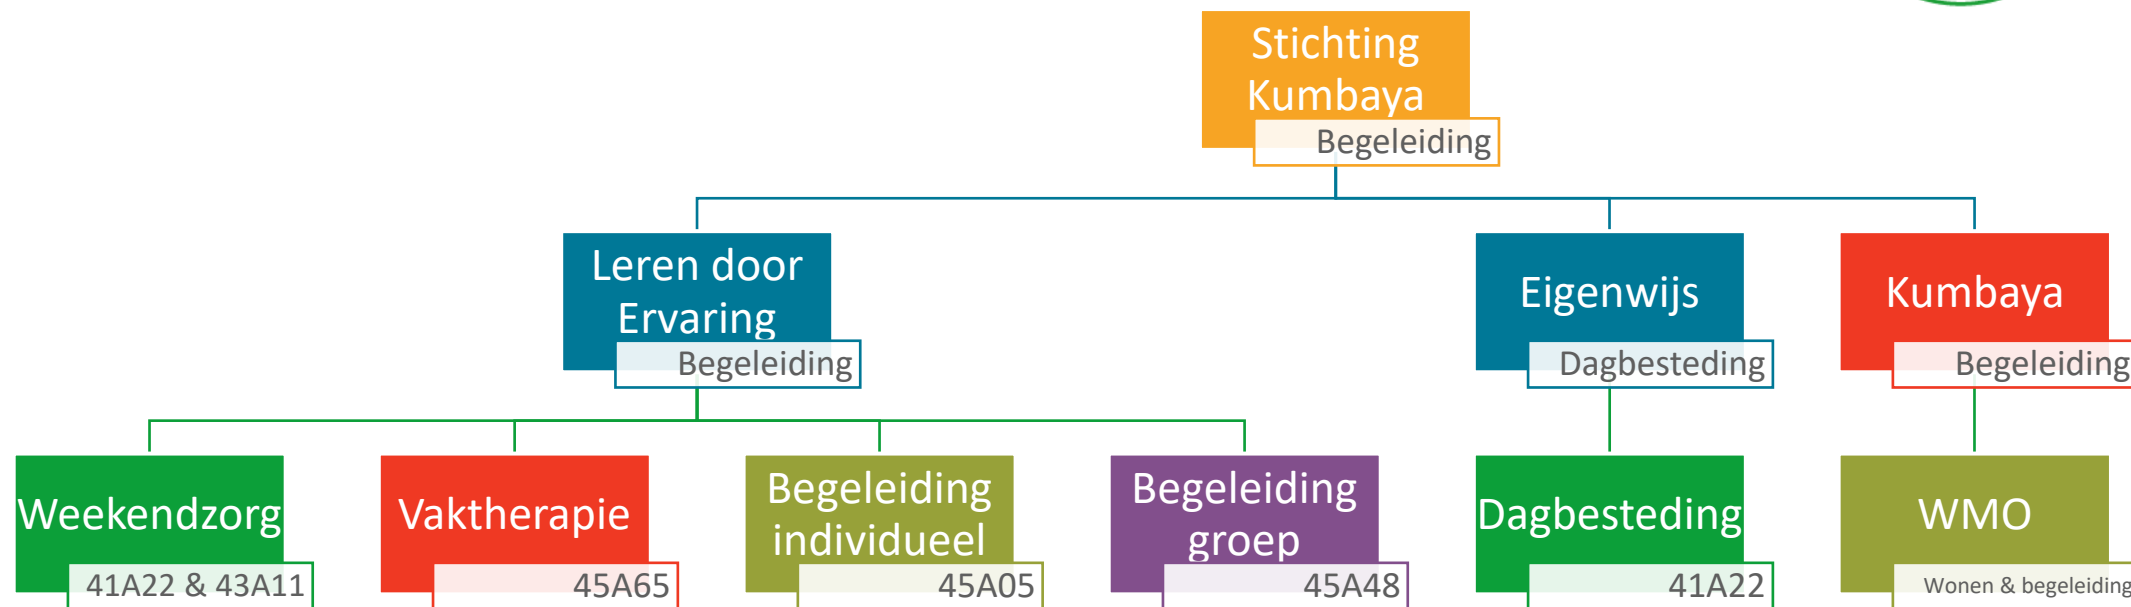 Stichting
Kumbaya
Begeleiding
Leren door
Ervaring
Begeleiding
Eigenwijs
Dagbesteding
Kumbaya
Begeleiding
Weekendzorg
41A22 & 43A11
Vaktherapie
45A65
Begeleiding
individueel
45A05
Begeleiding
groep
45A48
Dagbesteding
41A22
WMO
Wonen & begeleiding